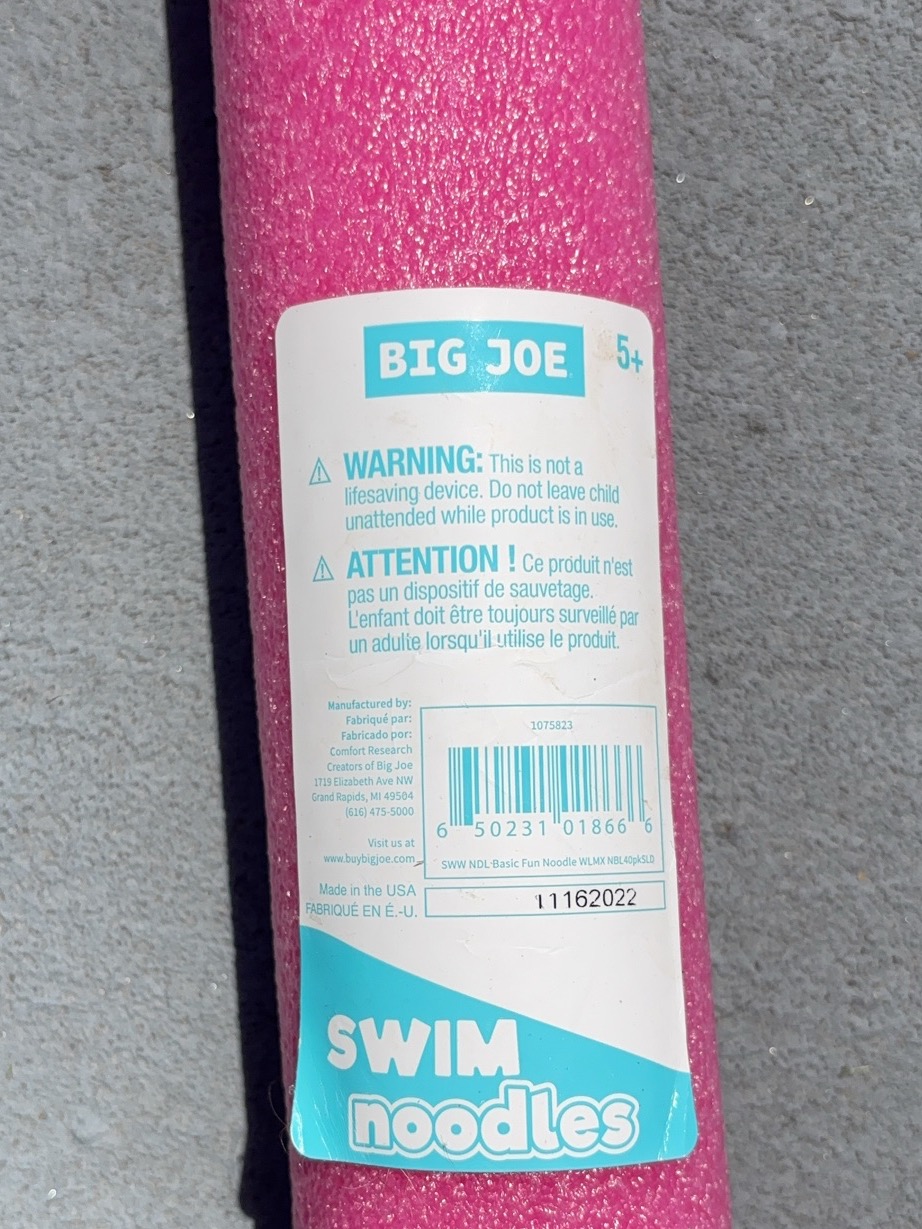 BIG JOE
5+
⚠ WARNING: This is not a
lifesaving device. Do not leave child
unattended while product is in use.
⚠ ATTENTION ! Ce produit n'est
pas un dispositif de sauvetage.
L'enfant doit être toujours surveillé par
un adulte lorsqu'il utilise le produit.
Manufactured by:
Fabriqué par:
Fabricado por:
Comfort Research
Creators of Big Joe
1719 Elizabeth Ave NW
Grand Rapids, MI 49504
(616) 475-5000
Visit us at
www.buybigjoe.com
Made in the USA
FABRIQUÉ EN É.-U.
1075823
6 50231 01866 6
SWW NDL-Basic Fun Noodle WLMX NBL40pkSLD
11162022
SWIM
noodles